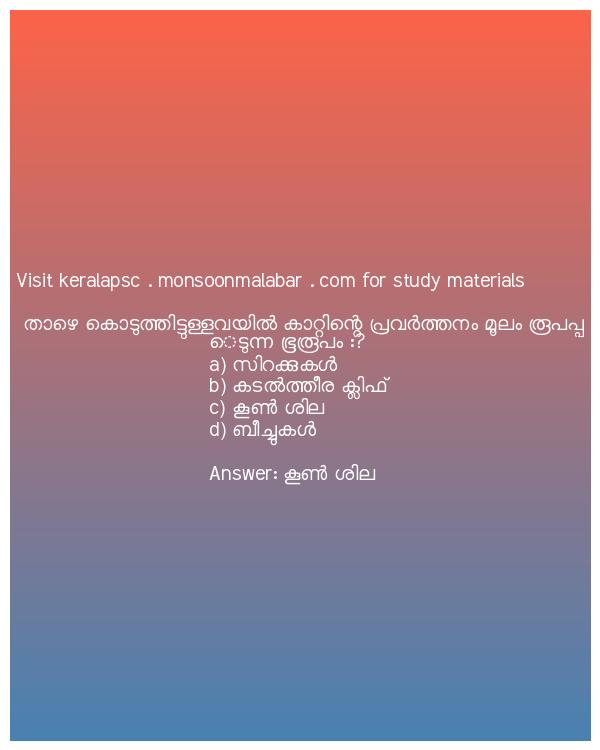 Visit keralapsc . monsoonmalabar . com for study materials
താഴെ കൊടുത്തിട്ടുള്ളവയിൽ കാറ്റിന്റെ പ്രവർത്തനം മൂലം രൂപപ്പ
െടുന്ന ഭൂരൂപം :?
a) സിറക്കുകൾ
b) കടൽത്തീര ക്ലിഫ്
c) കൂൺ ശില
d) ബീച്ചുകൾ
Answer: കൂൺ ശില